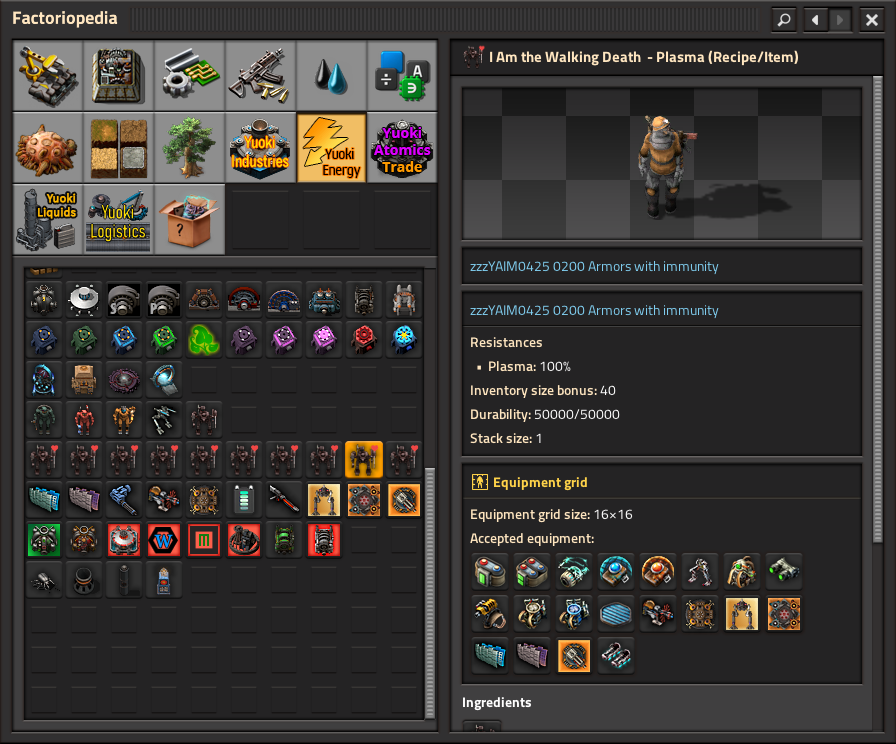 Factoriopedia
I Am the Walking Death - Plasma (Recipe/Item)
A
Yuoki
Industries
Yuoki
Energy
Yuoki
Atomics
Trade
Yuoki
Liquids
Yuoki
Logistics
?
zzzYAIM0425 0200 Armors with immunity
zzzYAIM0425 0200 Armors with immunity
Resistances
• Plasma: 100%
Inventory size bonus: 40
Durability: 50000/50000
Stack size: 1
Equipment grid
Equipment grid size: 16×16
Accepted equipment:
Ingredients